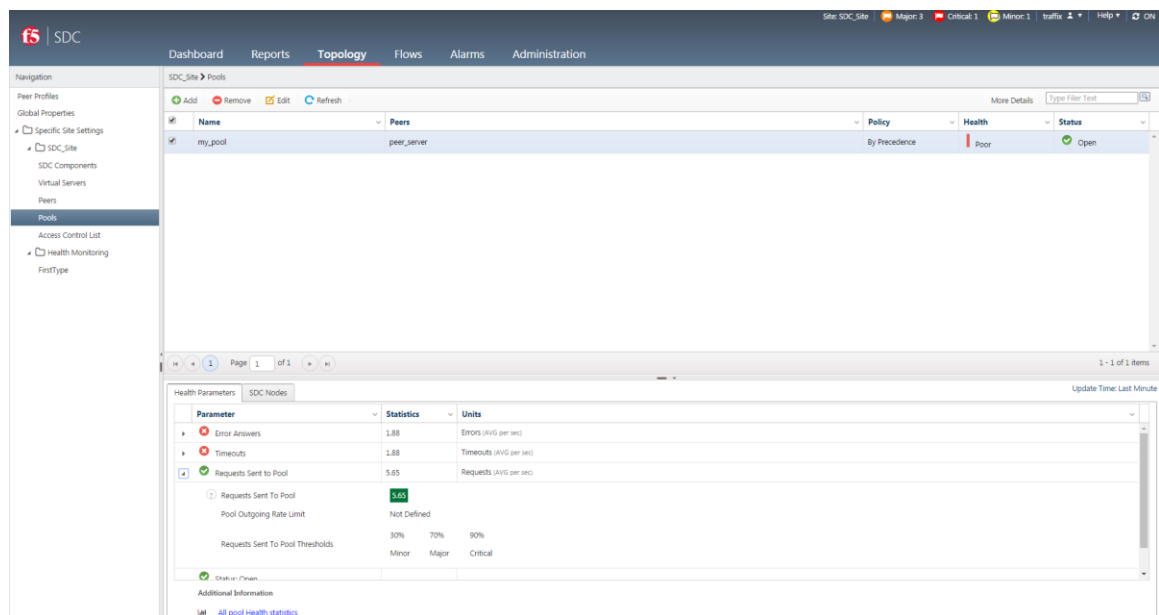 Site: SDC_Site Major: 3 Critical: 1 Minor: 1 traffix Help ON
f5 SDC
Dashboard Reports Topology Flows Alarms Administration
Navigation
SDC_Site > Pools
Peer Profiles
Global Properties
Specific Site Settings
SDC_Site
SDC Components
Virtual Servers
Peers
Pools
Access Control List
Health Monitoring
FirstType
Add Remove Edit Refresh More Details Type Filer Text
Name Peers Policy Health Status
my_pool peer_server By Precedence Poor Open
1 Page 1 of 1 1 - 1 of 1 items
Health Parameters SDC Nodes Update Time: Last Minute
Parameter Statistics Units
Error Answers 1.88 Errors (AVG per sec)
Timeouts 1.88 Timeouts (AVG per sec)
Requests Sent to Pool 5.65 Requests (AVG per sec)
? Requests Sent To Pool 5.65
Pool Outgoing Rate Limit Not Defined
Requests Sent To Pool Thresholds
30% 70% 90%
Minor Major Critical
Status: Open
Additional Information
All pool Health statistics